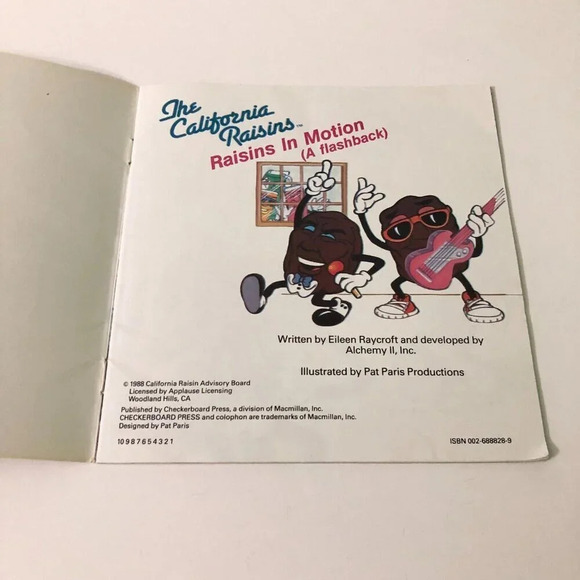 The
California
Raisins™
Raisins In Motion
(A flashback)
Written by Eileen Raycroft and developed by
Alchemy II, Inc.
Illustrated by Pat Paris Productions
© 1988 California Raisin Advisory Board
Licensed by Applause Licensing
Woodland Hills, CA
Published by Checkerboard Press, a division of Macmillan, Inc.
CHECKERBOARD PRESS and colophon are trademarks of Macmillan, Inc.
Designed by Pat Paris
10 9 8 7 6 5 4 3 2 1
ISBN 002-688828-9